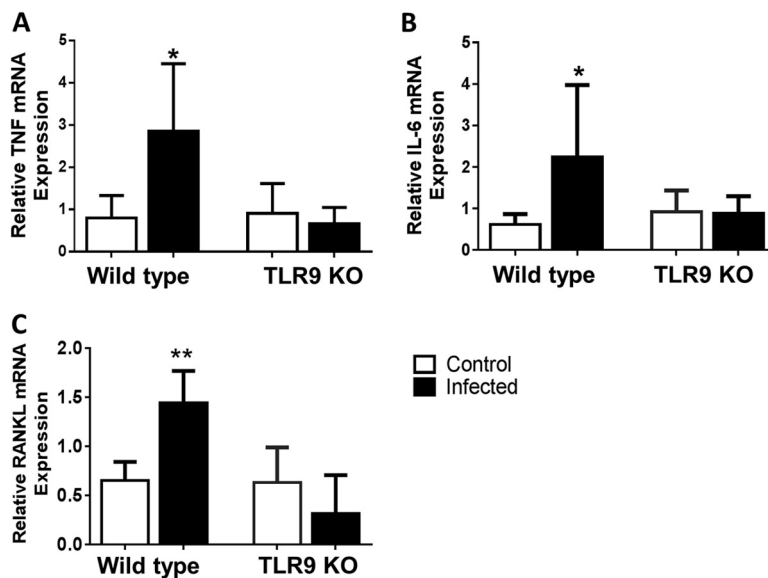 A
Relative TNF mRNA
Expression
5
4
3
2
1
0
*
Wild type
TLR9 KO
B
Relative IL-6 mRNA
Expression
5
4
3
2
1
0
*
Wild type
TLR9 KO
C
Relative RANKL mRNA
Expression
2.0
1.5
1.0
0.5
0.0
**
Wild type
TLR9 KO
Control
Infected